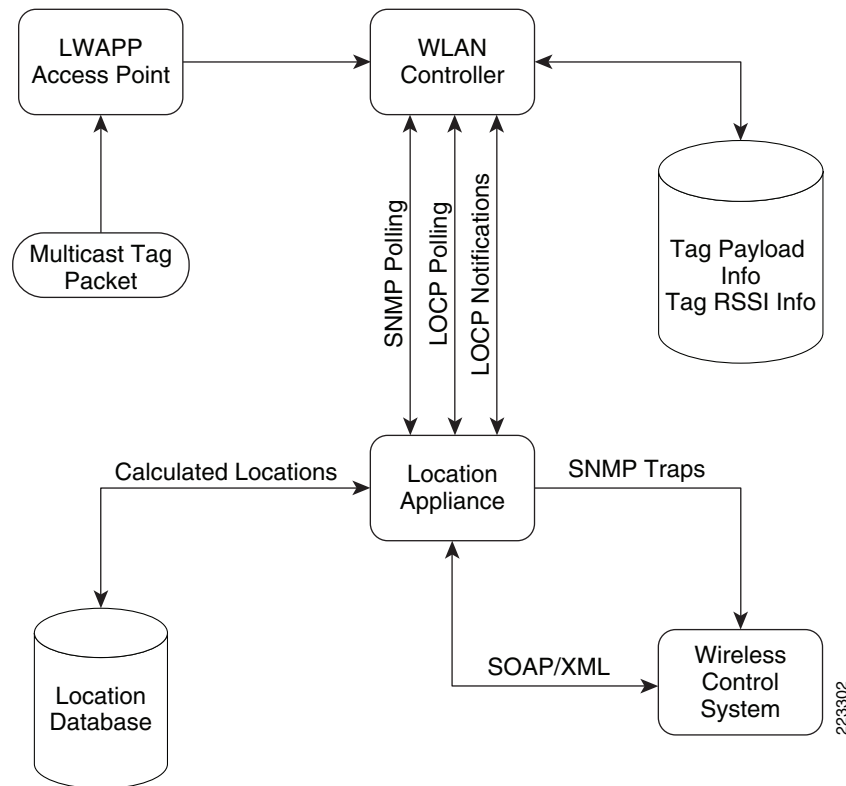 LWAPP
Access Point
WLAN
Controller
Multicast Tag
Packet
SNMP Polling
LOCP Polling
LOCP Notifications
Tag Payload
Info
Tag RSSI Info
Calculated Locations
Location
Appliance
SNMP Traps
Location
Database
SOAP/XML
Wireless
Control
System
223302